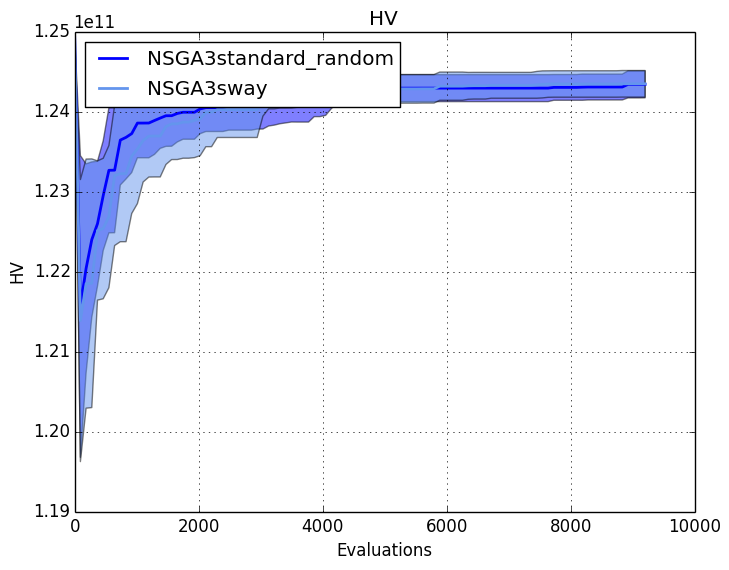 HV
1e11
1.25
1.24
1.23
1.22
1.21
1.20
1.19
HV
NSGA3standard_random
NSGA3sway
0 2000 4000 6000 8000 10000
Evaluations